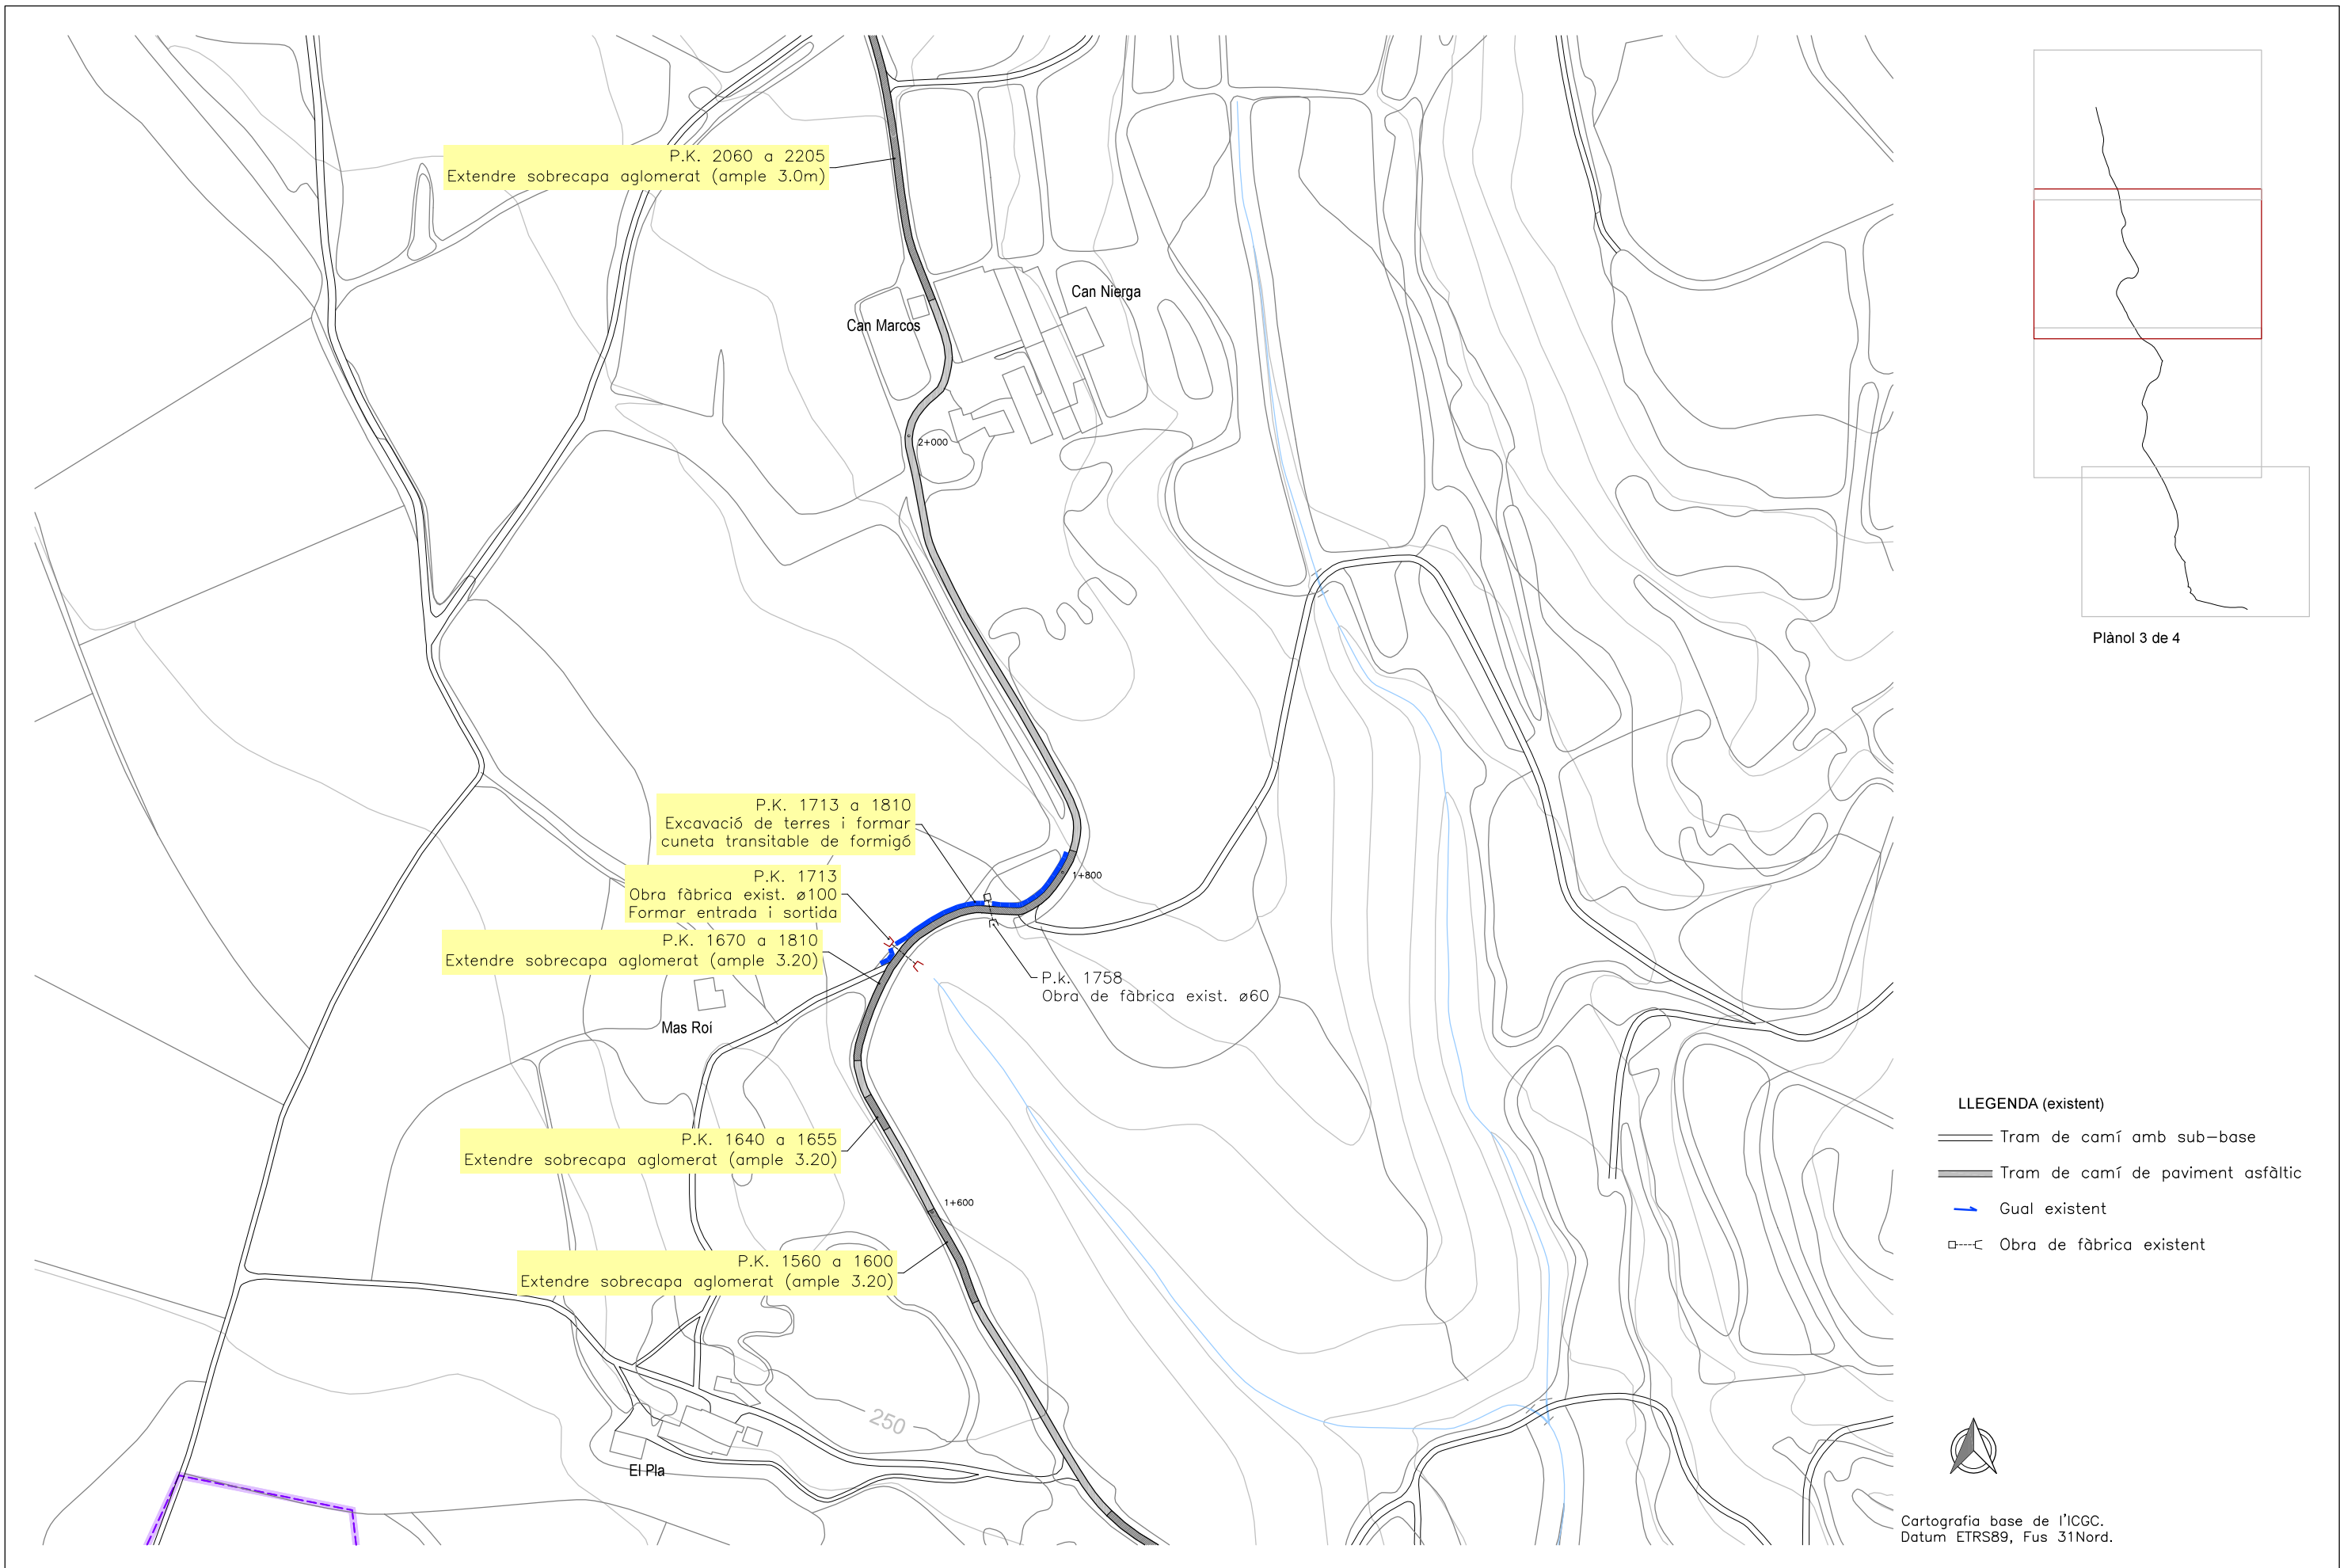 P.K. 2060 a 2205
Extendre sobrecapa aglomerat (ample 3.0m)
Can Nierga
Can Marcos
2+000
Plànol 3 de 4
P.K. 1713 a 1810
Excavació de terres i formar
cuneta transitable de formigó
P.K. 1713
Obra fàbrica exist. ø100
Formar entrada i sortida
1+800
P.K. 1670 a 1810
Extendre sobrecapa aglomerat (ample 3.20)
P.k. 1758
Obra de fàbrica exist. ø60
Mas Roi
P.K. 1640 a 1655
Extendre sobrecapa aglomerat (ample 3.20)
1+600
P.K. 1560 a 1600
Extendre sobrecapa aglomerat (ample 3.20)
250
El Pla
LLEGENDA (existent)
Tram de camí amb sub-base
Tram de camí de paviment asfàltic
Gual existent
Obra de fàbrica existent
Cartografia base de l'ICGC.
Datum ETRS89, Fus 31Nord.